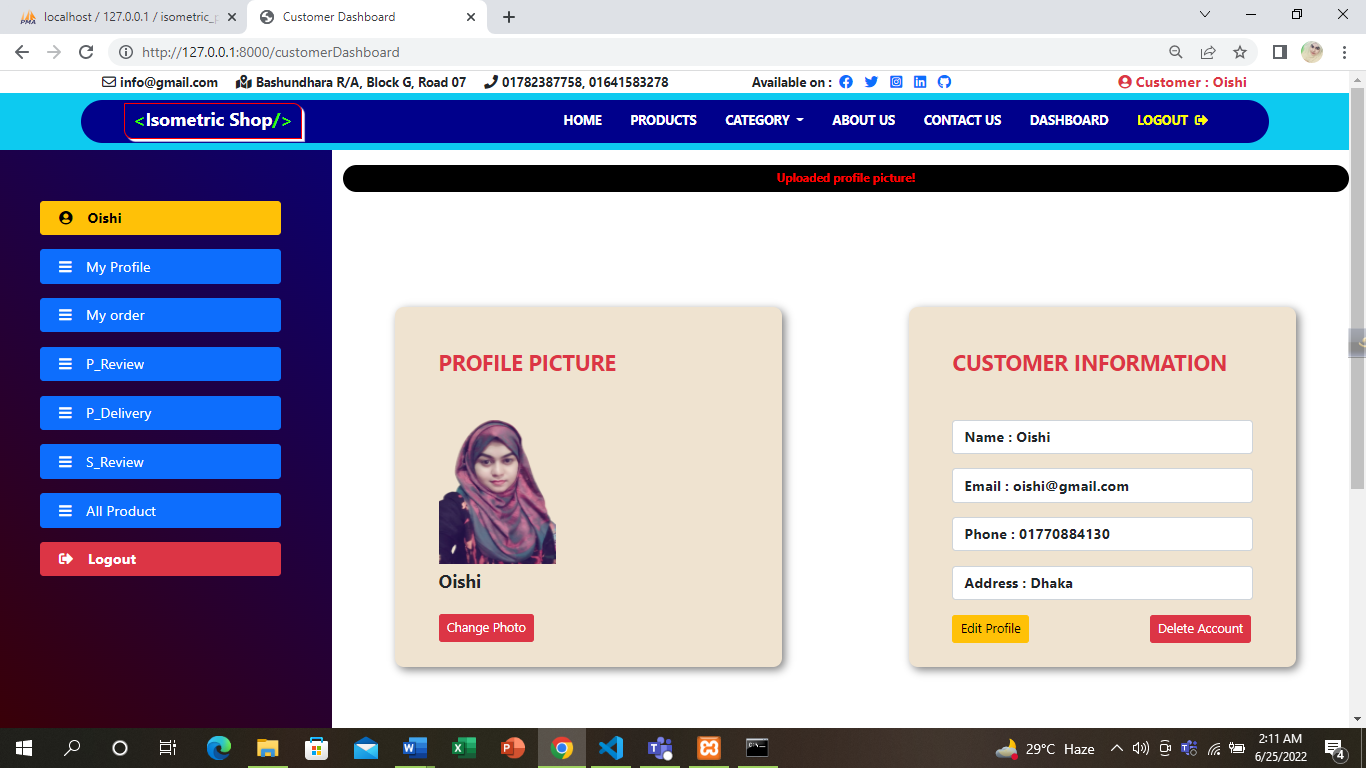 localhost / 127.0.0.1 / isometric_p
Customer Dashboard
http://127.0.0.1:8000/customerDashboard
info@gmail.com Bashundhara R/A, Block G, Road 07 01782387758, 01641583278 Available on : Customer : Oishi
<Isometric Shop/> HOME PRODUCTS CATEGORY ABOUT US CONTACT US DASHBOARD LOGOUT
Uploaded profile picture!
Oishi
My Profile
My order
P_Review
P_Delivery
S_Review
All Product
Logout
PROFILE PICTURE
Oishi
Change Photo
CUSTOMER INFORMATION
Name : Oishi
Email : oishi@gmail.com
Phone : 01770884130
Address : Dhaka
Edit Profile Delete Account
29°C Haze
2:11 AM
6/25/2022
4